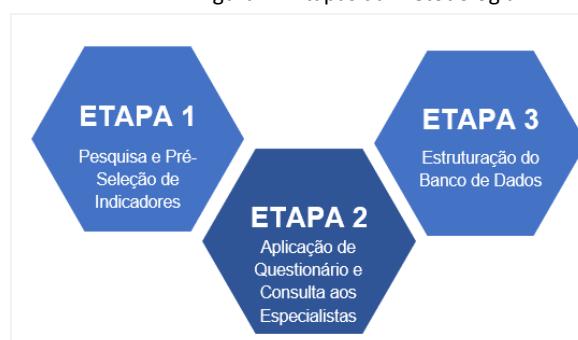 ETAPA 1
Pesquisa e Pré-
Seleção de
Indicadores
ETAPA 2
Aplicação de
Questionário e
Consulta aos
Especialistas
ETAPA 3
Estruturação do
Banco de Dados